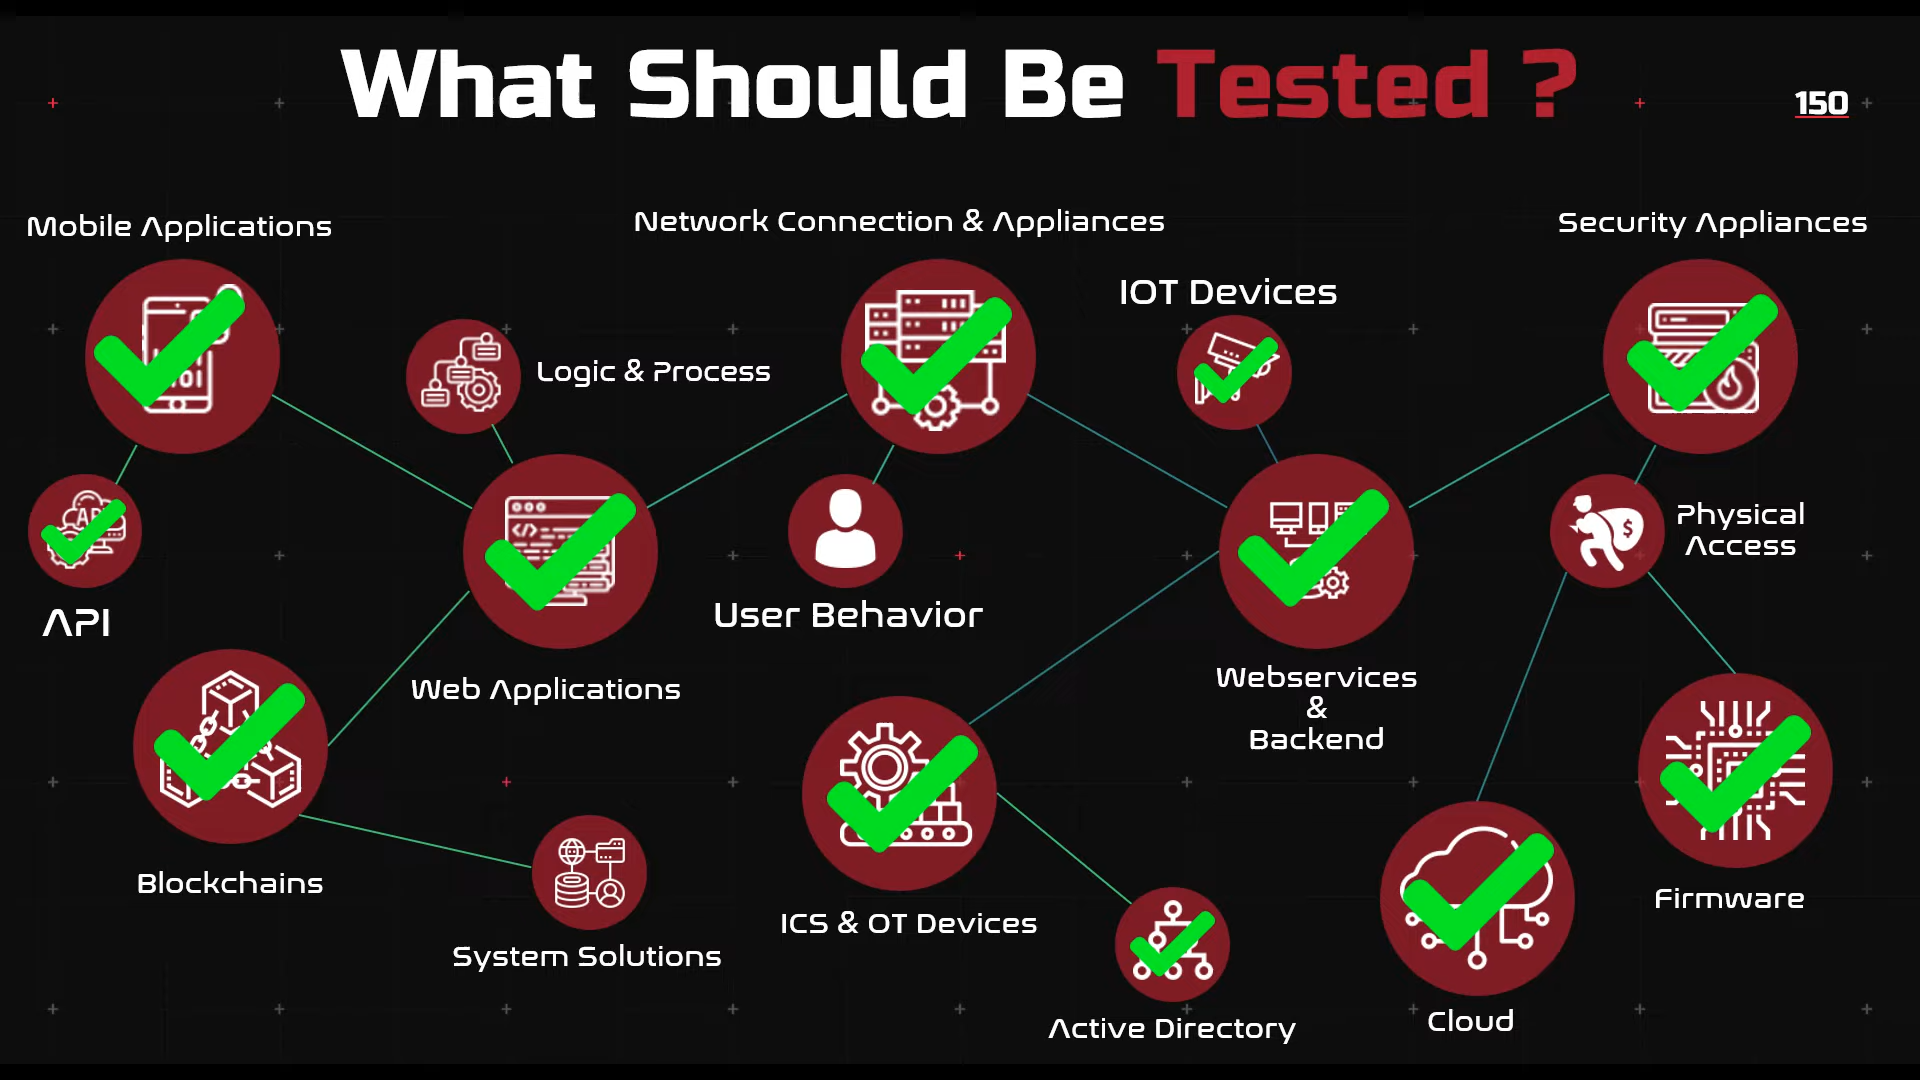 What Should Be Tested ?
150
Mobile Applications
Network Connection & Appliances
Security Appliances
IOT Devices
Logic & Process
API
Physical
Access
API
User Behavior
Web Applications
Webservices
&
Backend
Blockchains
ICS & OT Devices
Firmware
System Solutions
Cloud
Active Directory